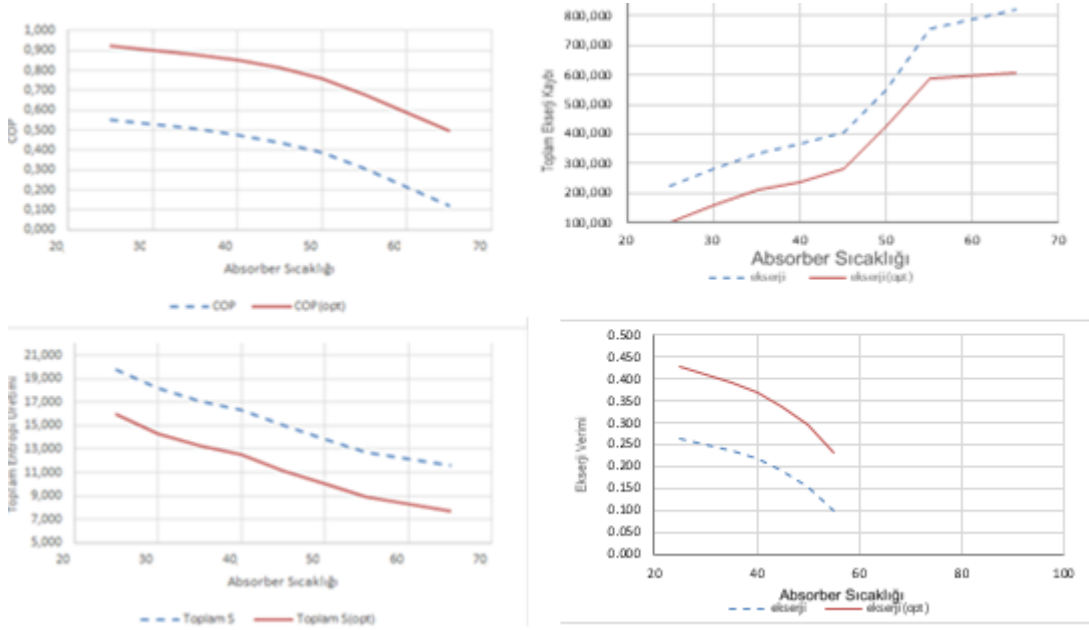 1,000
0,900
0,800
0,700
0,600
0,500
0,400
0,300
0,200
0,100
0,000
COP
20, 30 40 50 60 70
Absorber Sıcaklığı
COP COP(opt)
800,000
700,000
600,000
500,000
400,000
300,000
200,000
100,000
Toplam Ekserji Kaybı
20 30 40 50 60 70
Absorber Sıcaklığı
ekserji ekserji(opt)
21,000
19,000
17,000
15,000
13,000
11,000
9,000
7,000
5,000
Toplam Entropi Üretimi
20 30 40, 50 60 70
Absorber Sıcaklığı
Toplam S Toplam S(opt)
0.500
0.450
0.400
0.350
0.300
0.250
0.200
0.150
0.100
0.050
0.000
Ekserji Verimi
20 40 60 80 100
Absorber Sıcaklığı
ekserji ekserji(opt)